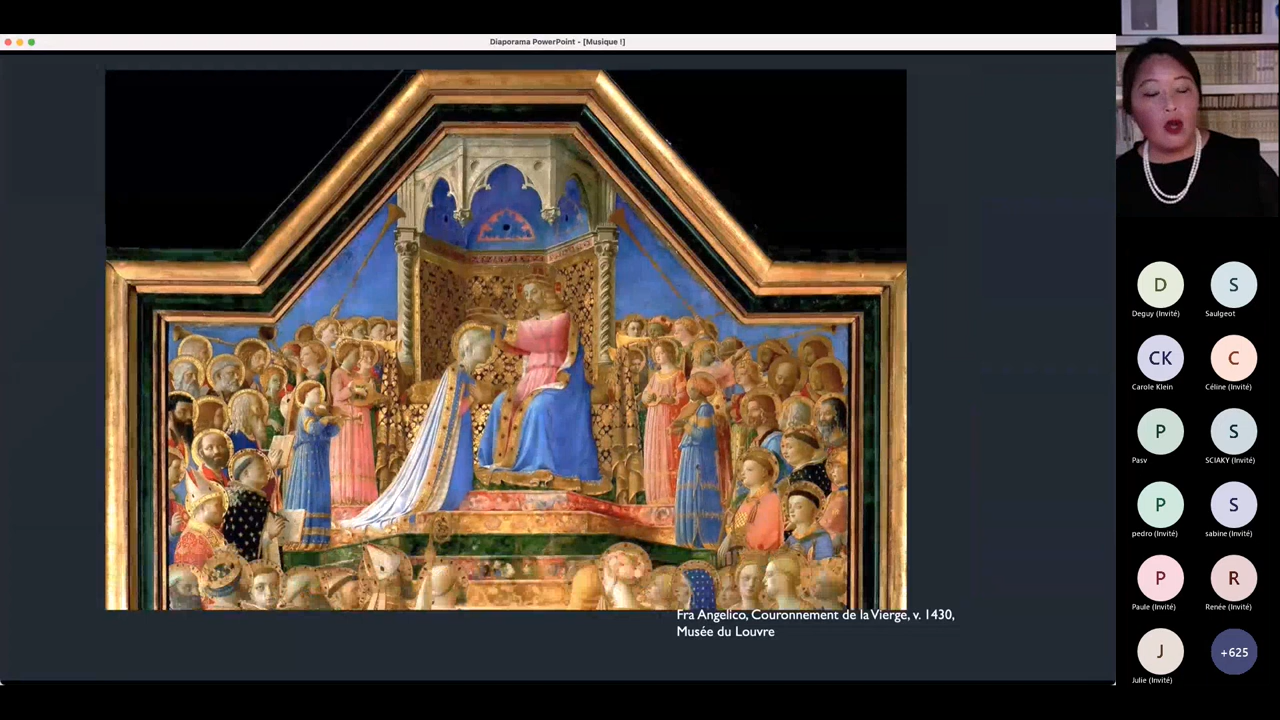 Diaporama PowerPoint - [Musique !]
Fra Angelico, Couronnement de la Vierge, v. 1430,
Musée du Louvre
D
Deguy (Invité)
S
Saulgeot
CK
Carole Klein
C
Céline (Invité)
P
Pasv
S
SCIAKY (Invité)
P
pedro (Invité)
S
sabine (Invité)
P
Paule (Invité)
R
Renée (Invité)
J
Julie (Invité)
+625